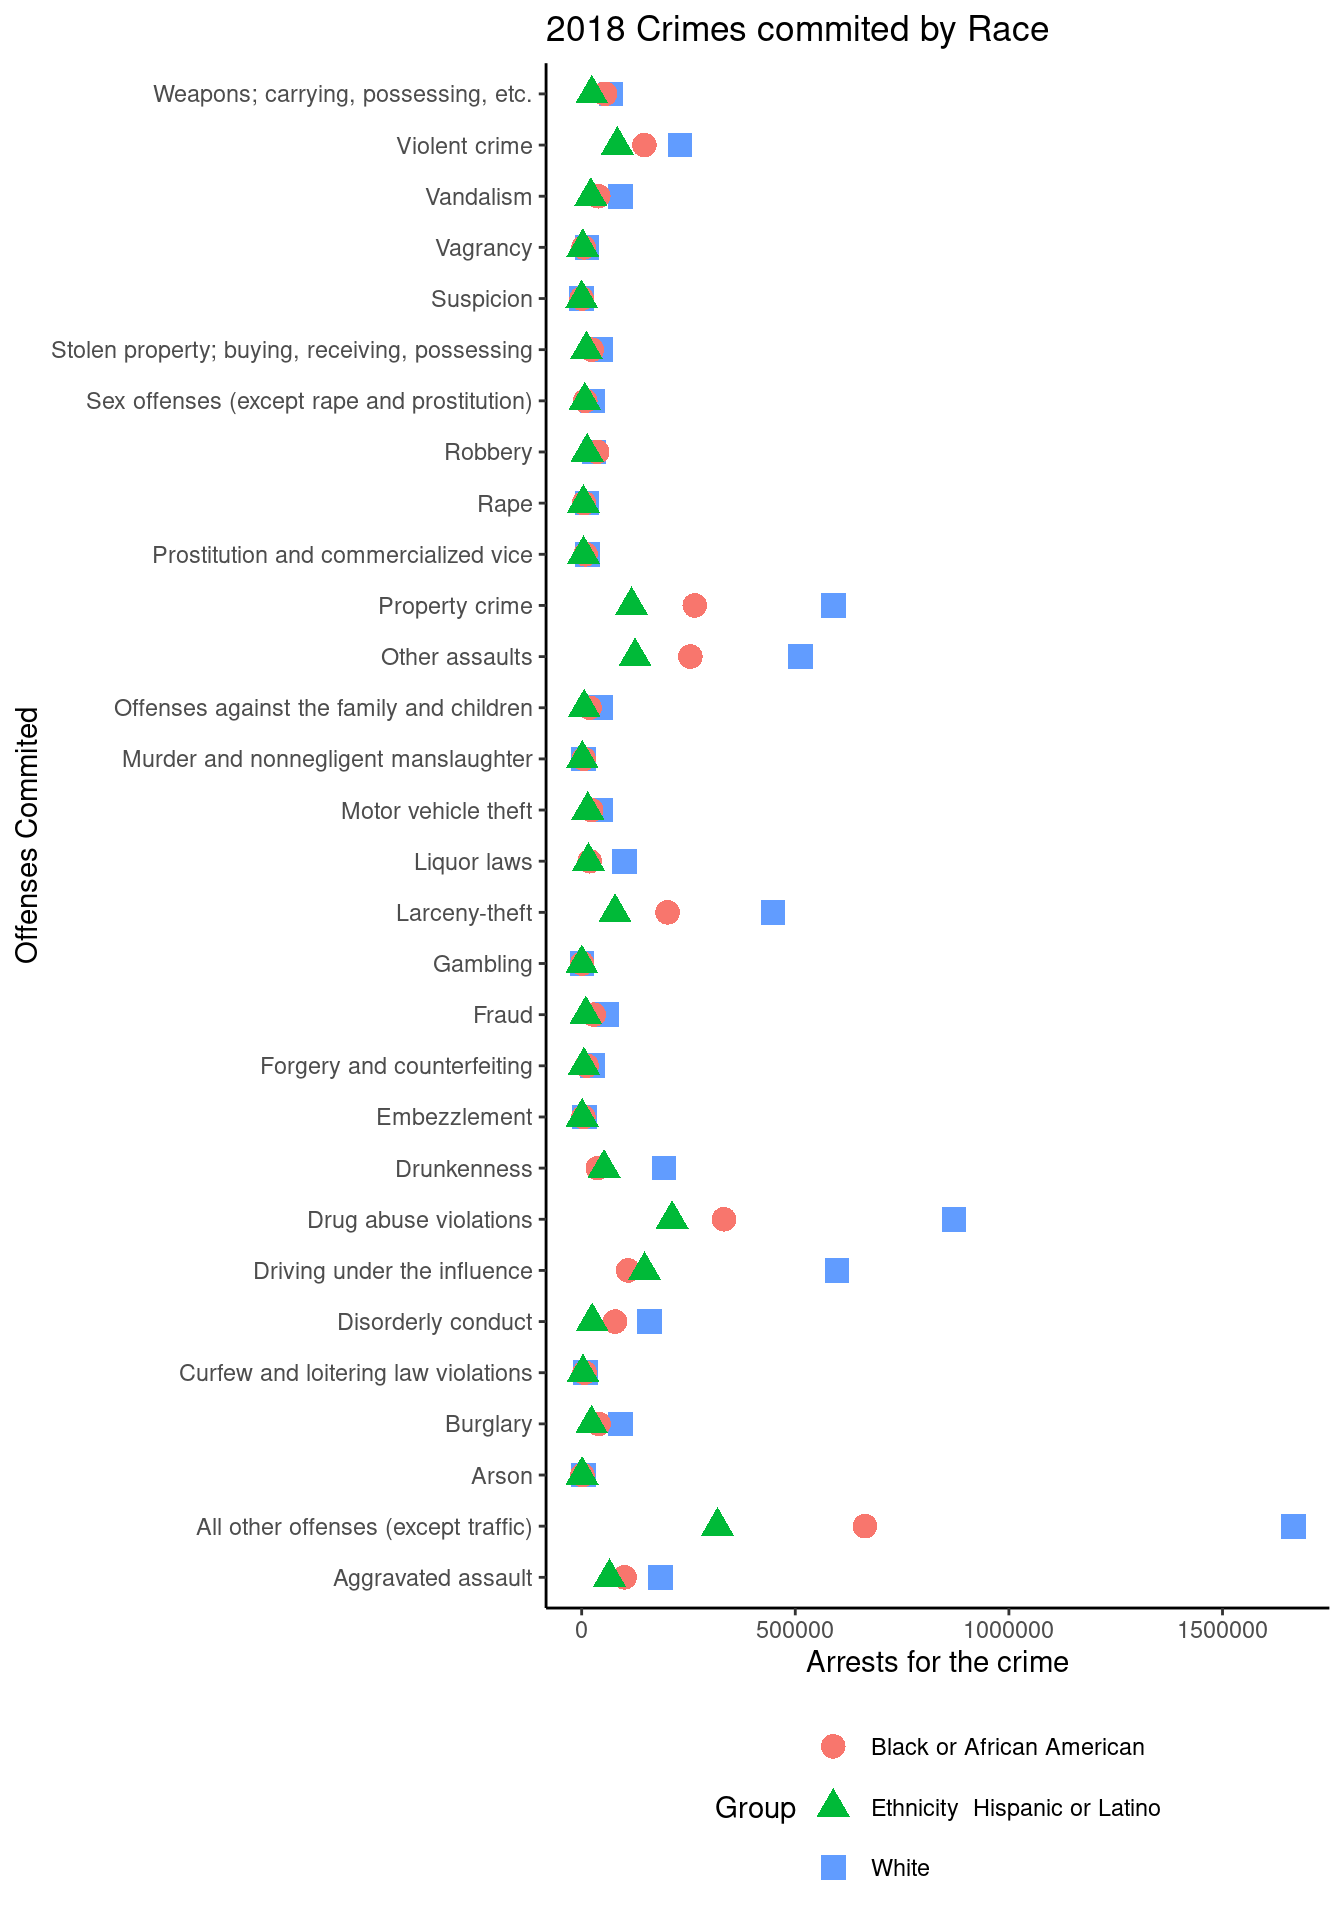 2018 Crimes commited by Race
Weapons; carrying, possessing, etc.
Violent crime
Vandalism
Vagrancy
Suspicion
Stolen property; buying, receiving, possessing
Sex offenses (except rape and prostitution)
Robbery
Rape
Prostitution and commercialized vice
Property crime
Other assaults
Offenses against the family and children
Murder and nonnegligent manslaughter
Motor vehicle theft
Liquor laws
Larceny-theft
Gambling
Fraud
Forgery and counterfeiting
Embezzlement
Drunkenness
Drug abuse violations
Driving under the influence
Disorderly conduct
Curfew and loitering law violations
Burglary
Arson
All other offenses (except traffic)
Aggravated assault
Offenses Commited
0 500000 1000000 1500000
Arrests for the crime
Group
Black or African American
Ethnicity  Hispanic or Latino
White